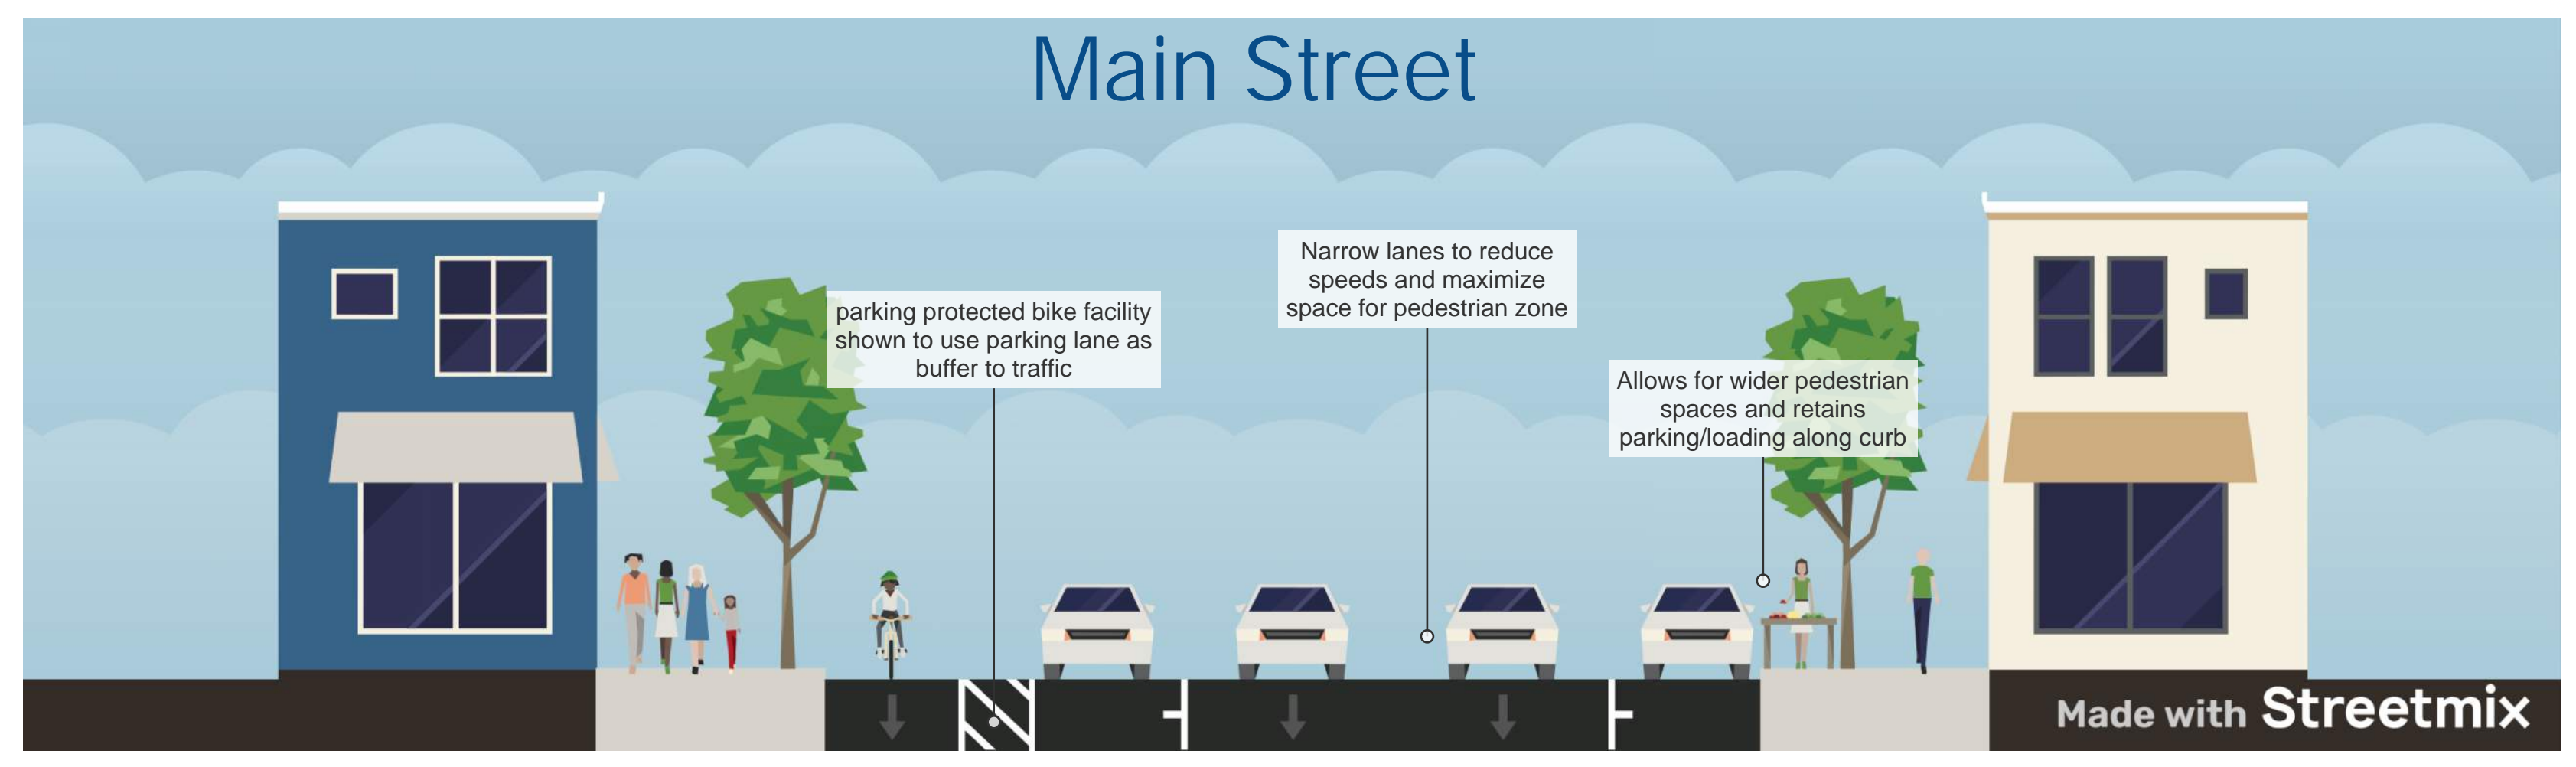 Main Street
parking protected bike facility
shown to use parking lane as
buffer to traffic
Narrow lanes to reduce
speeds and maximize
space for pedestrian zone
Allows for wider pedestrian
spaces and retains
parking/loading along curb
Made with Streetmix